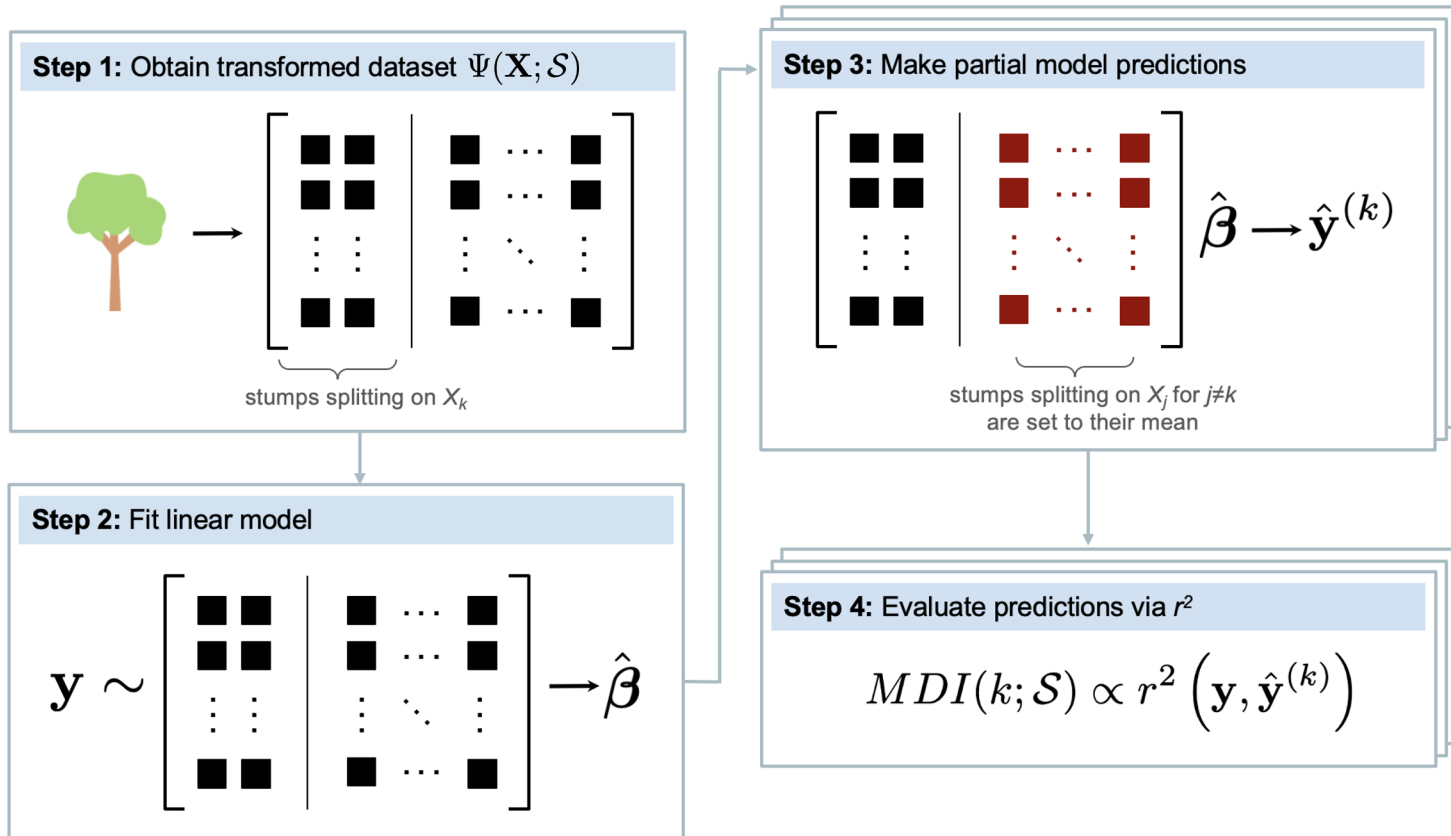 Step 1: Obtain transformed dataset Ψ(X; 𝒮)
stumps splitting on Xₖ
Step 2: Fit linear model
y ∼ → β̂
Step 3: Make partial model predictions
β̂ → ŷ⁽ᵏ⁾
stumps splitting on Xⱼ for j≠k
are set to their mean
Step 4: Evaluate predictions via r²
MDI(k; 𝒮) ∝ r² (y, ŷ⁽ᵏ⁾)